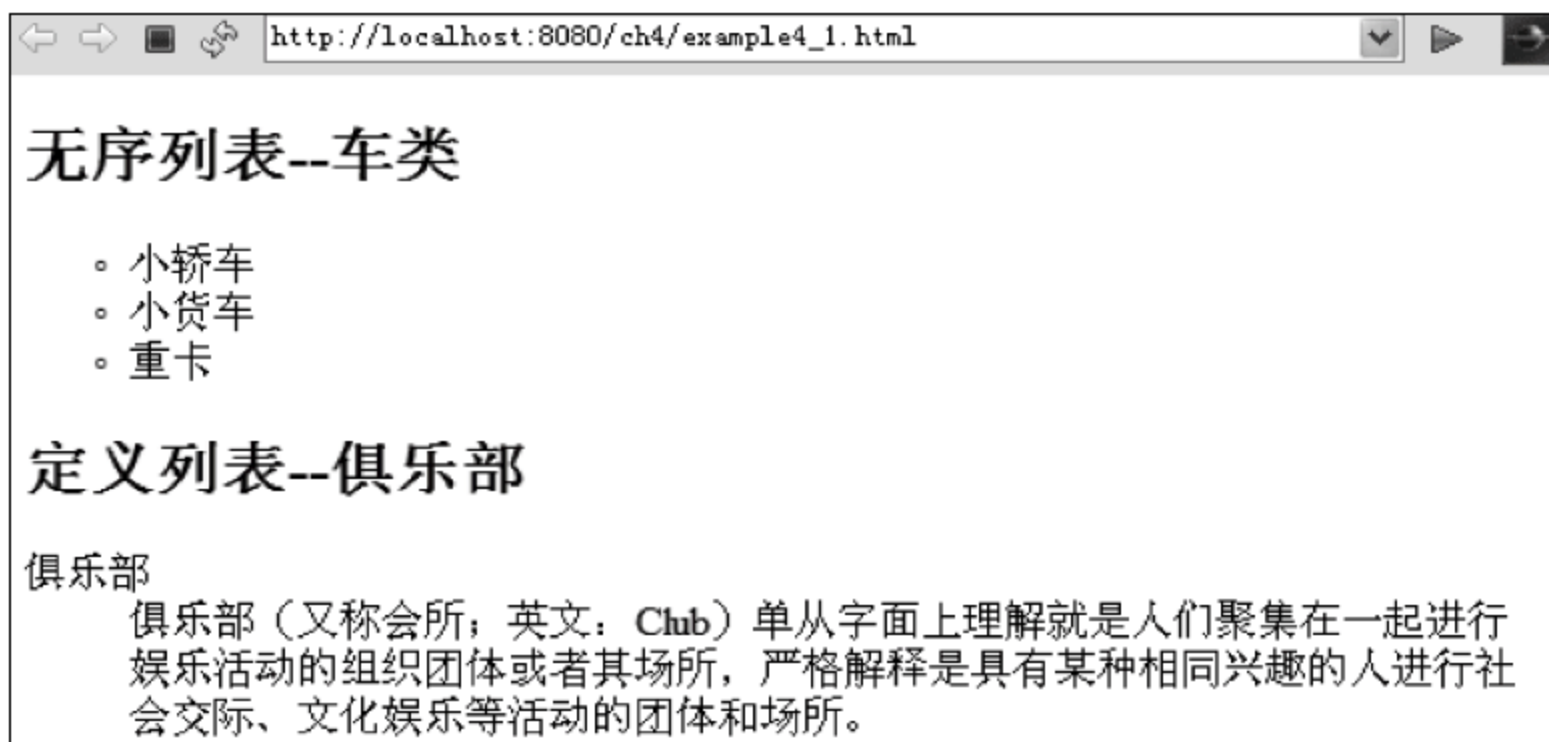 http://localhost:8080/ch4/example4_1.html
无序列表--车类
小轿车
小货车
重卡
定义列表--俱乐部
俱乐部
俱乐部（又称会所；英文：Club）单从字面上理解就是人们聚集在一起进行
娱乐活动的组织团体或者其场所，严格解释是具有某种相同兴趣的人进行社
会交际、文化娱乐等活动的团体和场所。